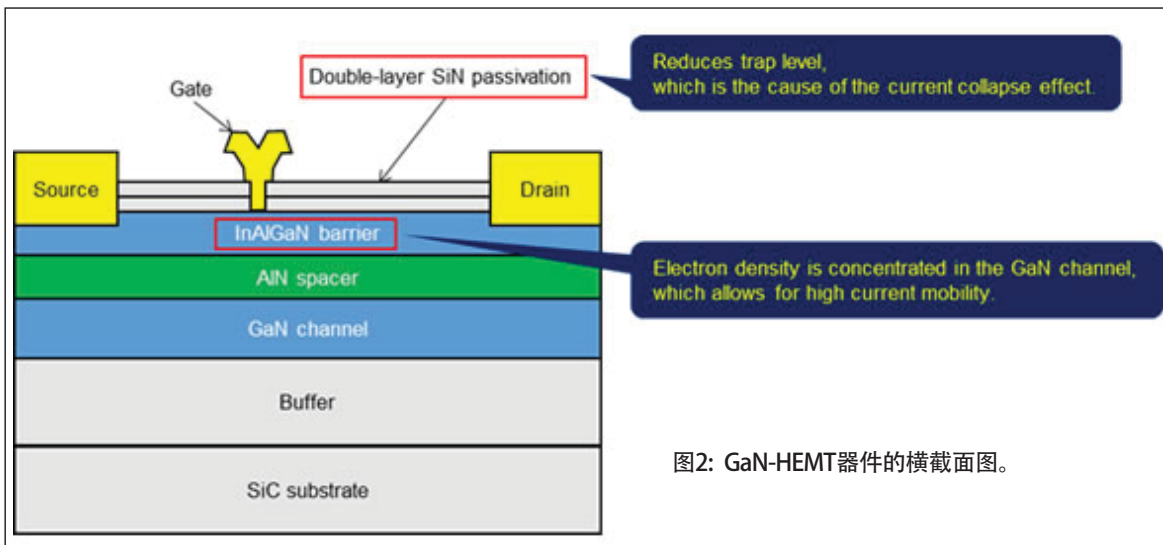 Reduces trap level,
which is the cause of the current collapse effect.
Double-layer SiN passivation
Gate
Source
Drain
InAlGaN barrier
Electron density is concentrated in the GaN channel,
which allows for high current mobility.
AlN spacer
GaN channel
Buffer
图2: GaN-HEMT器件的横截面图。
SiC substrate